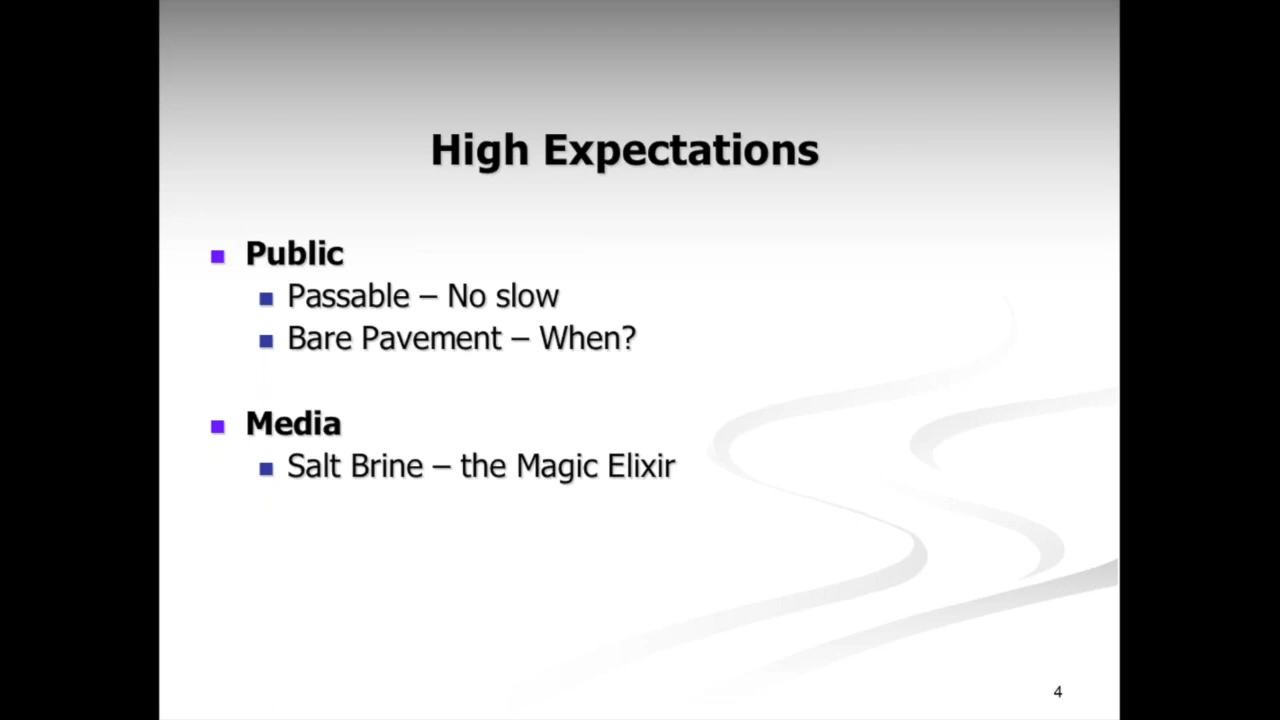 High Expectations
Public
Passable – No slow
Bare Pavement – When?
Media
Salt Brine – the Magic Elixir
4